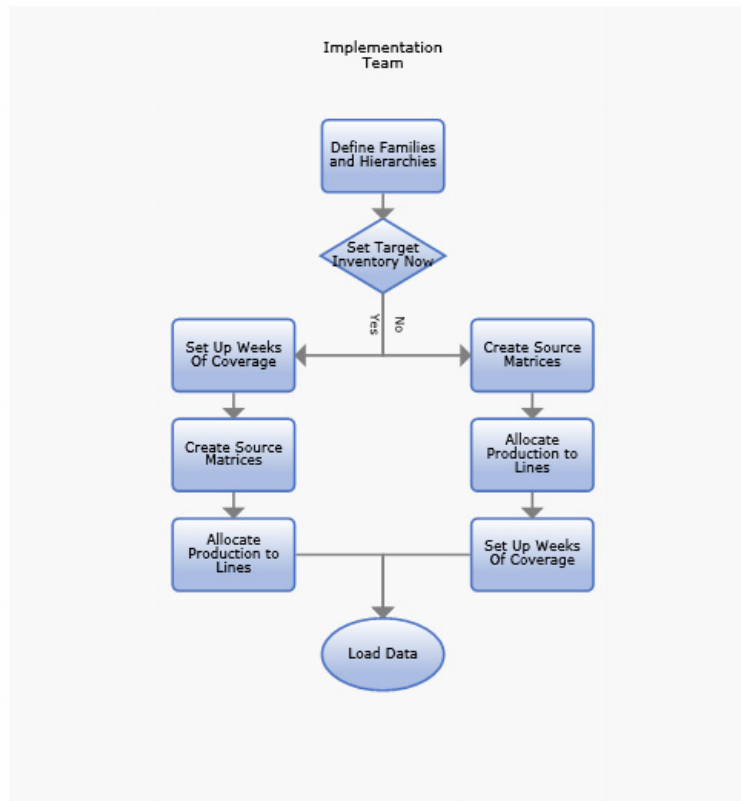 Implementation
Team
Define Families
and Hierarchies
Set Target
Inventory Now
Yes
No
Set Up Weeks
Of Coverage
Create Source
Matrices
Allocate
Production to
Lines
Create Source
Matrices
Allocate
Production to
Lines
Set Up Weeks
Of Coverage
Load Data